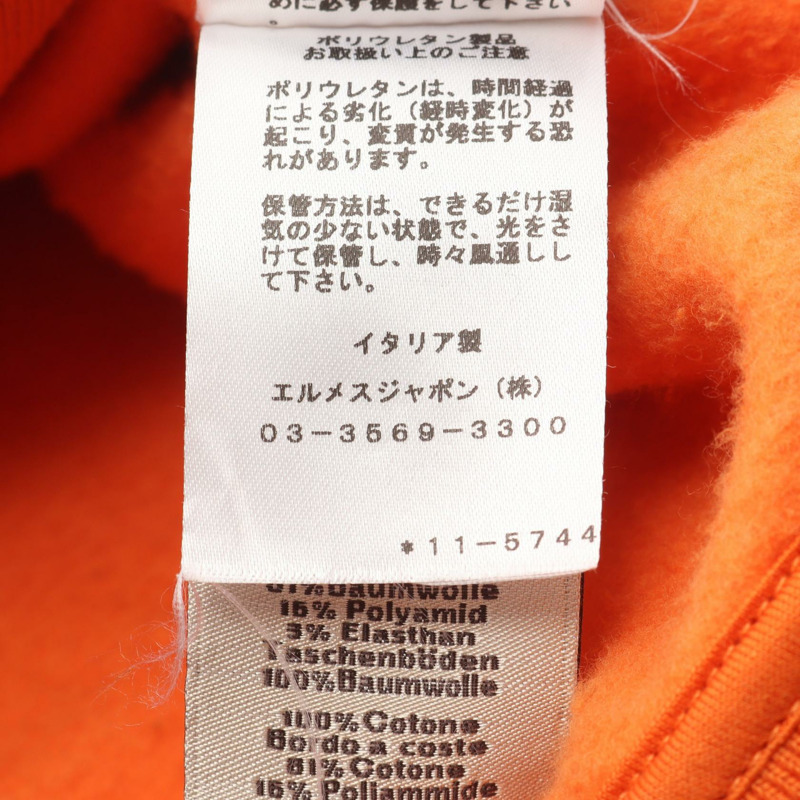 めに必ず保護をして下さい
。
ポリウレタン製品
お取扱い上のご注意
ポリウレタンは、時間経過
による劣化（経時変化）が
起こり、変質が発生する恐
れがあります。
保管方法は、できるだけ湿
気の少ない状態で、光をさ
けて保管し、時々風通しし
て下さい。
イタリア製
エルメスジャポン（株）
03-3569-3300
*11-5744
81%Baumwolle
16% Polyamid
3% Elasthan
Taschenböden
100%Baumwolle
100%Cotone
Bordo a coste
81% Cotone
16% Poliammide